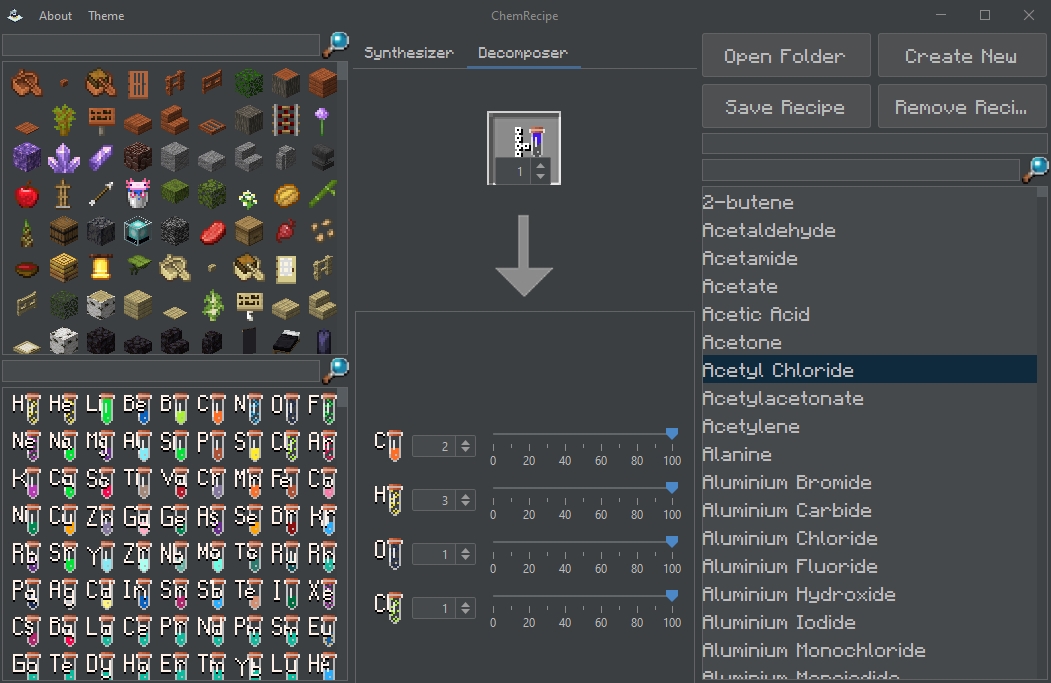 About Theme ChemRecipe
Synthesizer Decomposer
Open Folder Create New
Save Recipe Remove Reci...
1
2-butene
Acetaldehyde
Acetamide
Acetate
Acetic Acid
Acetone
Acetyl Chloride
Acetylacetonate
Acetylene
Alanine
Aluminium Bromide
Aluminium Carbide
Aluminium Chloride
Aluminium Fluoride
Aluminium Hydroxide
Aluminium Iodide
Aluminium Monochloride
Aluminium Monoiodide
H He Li Be B C N O F
Ne Na Mg Al Si P S Cl Ar
K Ca Sc Ti Va Cr Mn Fe Co
Ni Cu Zn Ga Ge As Se Br Kr
Rb Sr Y Zr Nb Mo Tc Ru Rh
Pa Ag Cd In Sn Sb Te I Xe
Cs Ba La Ce Pr Nd Pm Sm Eu
Gd Te Dy Ho Er Tm Yb Lu Hf
C 2
0 20 40 60 80 100
H 3
0 20 40 60 80 100
O 1
0 20 40 60 80 100
Cl 1
0 20 40 60 80 100